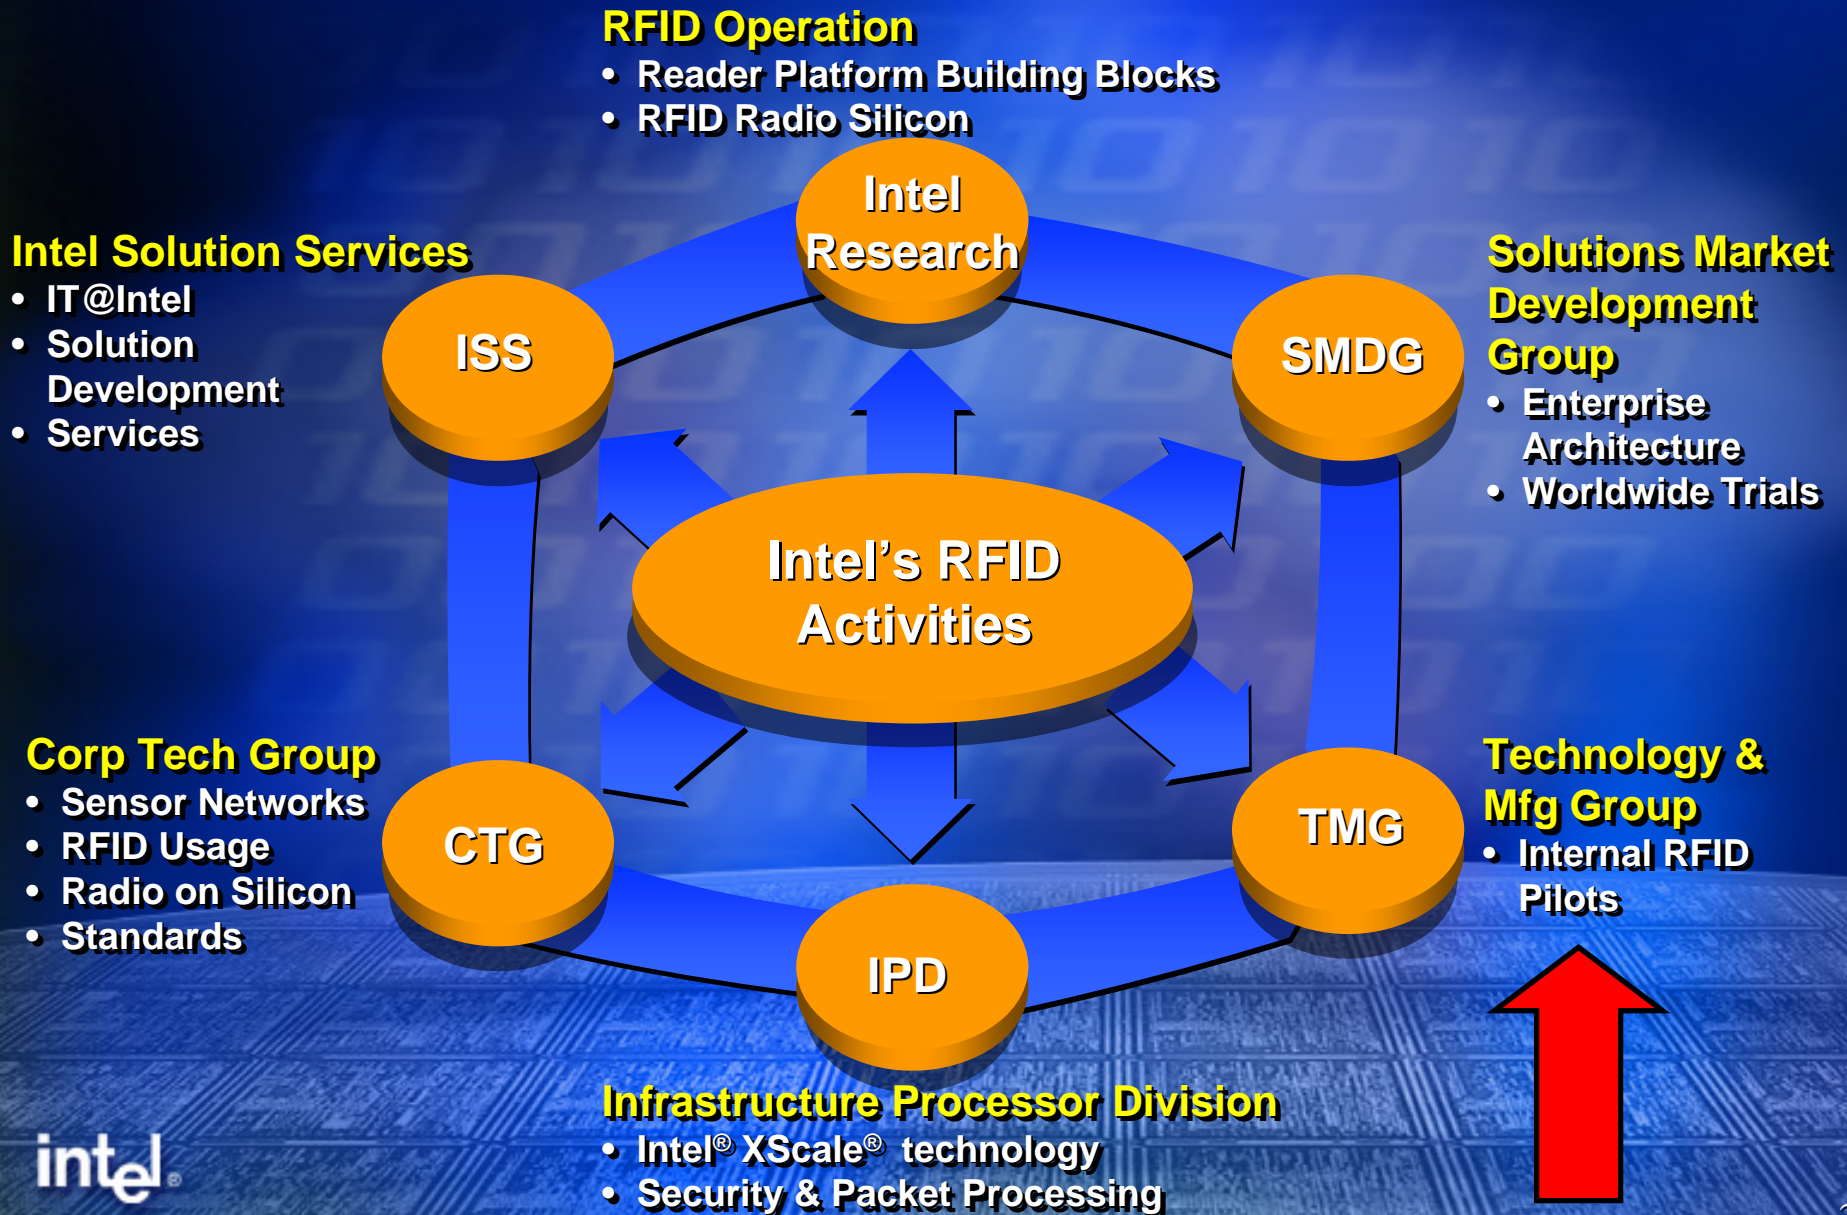 RFID Operation
• Reader Platform Building Blocks
• RFID Radio Silicon
Intel
Research
Intel Solution Services
• IT@Intel
• Solution
Development
• Services
ISS
SMDG
Solutions Market
Development
Group
• Enterprise
Architecture
• Worldwide Trials
Intel’s RFID
Activities
Corp Tech Group
• Sensor Networks
• RFID Usage
• Radio on Silicon
• Standards
CTG
TMG
Technology &
Mfg Group
• Internal RFID
Pilots
IPD
Infrastructure Processor Division
• Intel® XScale® technology
• Security & Packet Processing
intel®